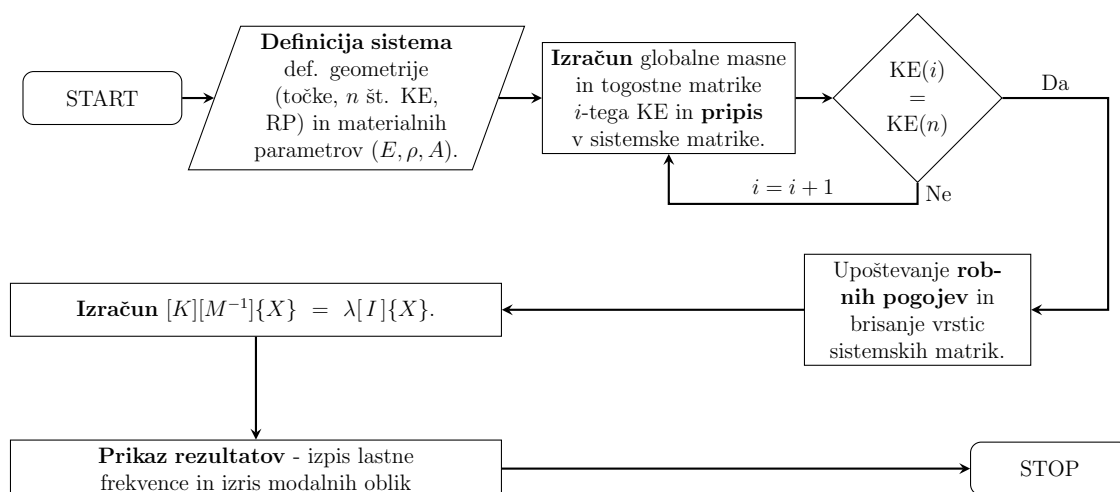 START
Definicija sistema
def. geometrije
(točke, n št. KE,
RP) in materialnih
parametrov (E, ρ, A).
Izračun globalne masne
in togostne matrike
i-tega KE in pripis
v sistemske matrike.
KE(i)
=
KE(n)
Da
Ne
i = i + 1
Upoštevanje rob-
nih pogojev in
brisanje vrstic
sistemskih matrik.
Izračun [K][M⁻¹]{X} = λ[I]{X}.
Prikaz rezultatov - izpis lastne
frekvence in izris modalnih oblik
STOP